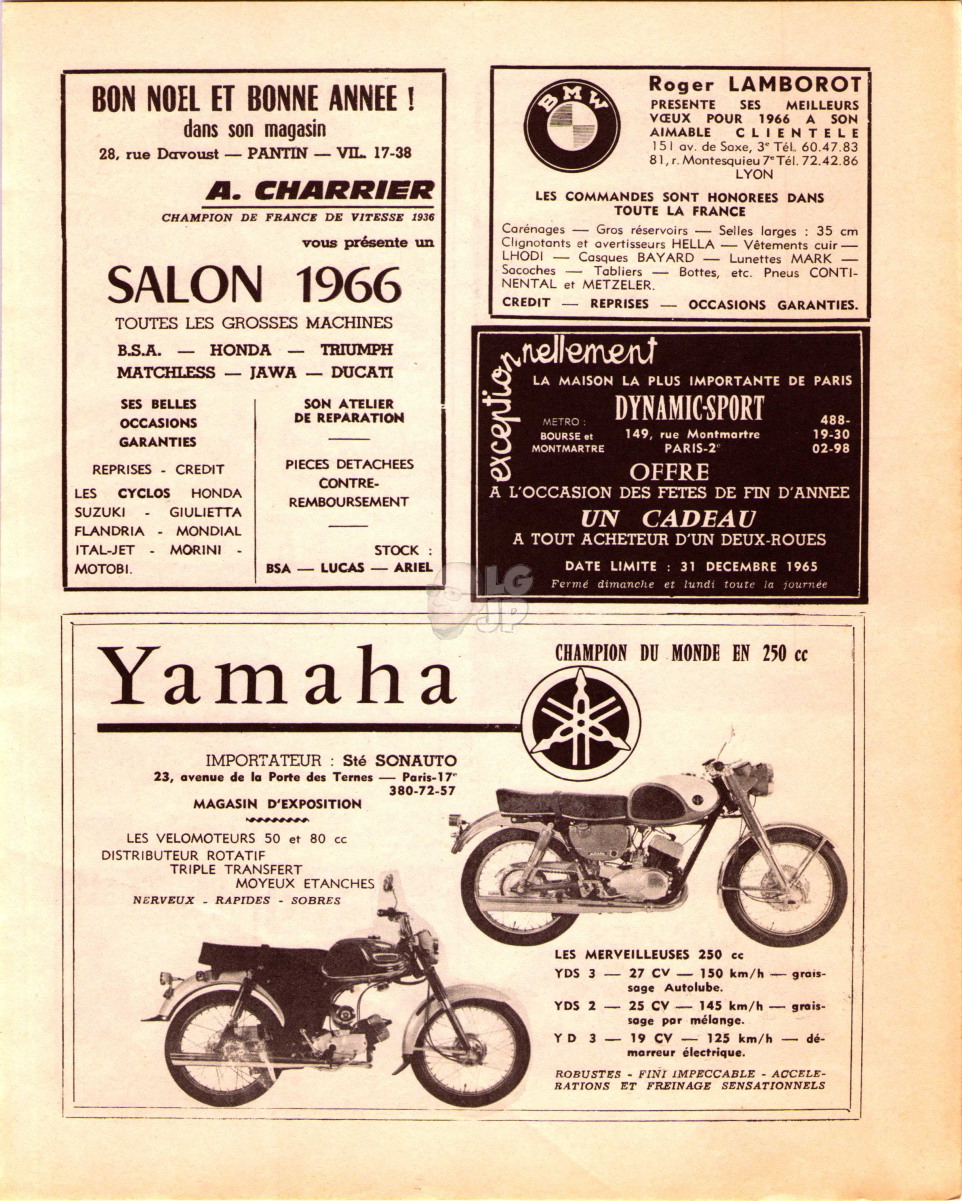 BON NOEL ET BONNE ANNEE !
dans son magasin
28, rue Davoust — PANTIN — VIL. 17-38
A. CHARRIER
CHAMPION DE FRANCE DE VITESSE 1936
vous présente un
SALON 1966
TOUTES LES GROSSES MACHINES
B.S.A. — HONDA — TRIUMPH
MATCHLESS — JAWA — DUCATI
SES BELLES
OCCASIONS
GARANTIES
REPRISES - CREDIT
LES CYCLOS HONDA
SUZUKI - GIULIETTA
FLANDRIA - MONDIAL
ITAL-JET - MORINI -
MOTOBI.
SON ATELIER
DE REPARATION
PIECES DETACHEES
CONTRE-
REMBOURSEMENT
STOCK :
BSA — LUCAS — ARIEL
BMW
Roger LAMBOROT
PRESENTE SES MEILLEURS
VŒUX POUR 1966 A SON
AIMABLE CLIENTELE
151 av. de Saxe, 3e Tél. 60.47.83
81, r. Montesquieu 7e Tél. 72.42.86
LYON
LES COMMANDES SONT HONOREES DANS
TOUTE LA FRANCE
Carénages — Gros réservoirs — Selles larges : 35 cm
Clignotants et avertisseurs HELLA — Vêtements cuir —
LHODI — Casques BAYARD — Lunettes MARK —
Sacoches — Tabliers — Bottes, etc. Pneus CONTI-
NENTAL et METZELER.
CREDIT — REPRISES — OCCASIONS GARANTIES.
exceptionnellement
LA MAISON LA PLUS IMPORTANTE DE PARIS
DYNAMIC-SPORT
METRO :
BOURSE et
MONTMARTRE
149, rue Montmartre
PARIS-2e
488-
19-30
02-98
OFFRE
A L'OCCASION DES FETES DE FIN D'ANNEE
UN CADEAU
A TOUT ACHETEUR D'UN DEUX-ROUES
DATE LIMITE : 31 DECEMBRE 1965
Fermé dimanche et lundi toute la journée
LG
JP
Yamaha
CHAMPION DU MONDE EN 250 cc
IMPORTATEUR : Sté SONAUTO
23, avenue de la Porte des Ternes — Paris-17e
380-72-57
MAGASIN D'EXPOSITION
LES VELOMOTEURS 50 et 80 cc
DISTRIBUTEUR ROTATIF
TRIPLE TRANSFERT
MOYEUX ETANCHES
NERVEUX - RAPIDES - SOBRES
LES MERVEILLEUSES 250 cc
YDS 3 — 27 CV — 150 km/h — grais-
sage Autolube.
YDS 2 — 25 CV — 145 km/h — grais-
sage par mélange.
YD 3 — 19 CV — 125 km/h — dé-
marreur électrique.
ROBUSTES - FINI IMPECCABLE - ACCELE-
RATIONS ET FREINAGE SENSATIONNELS